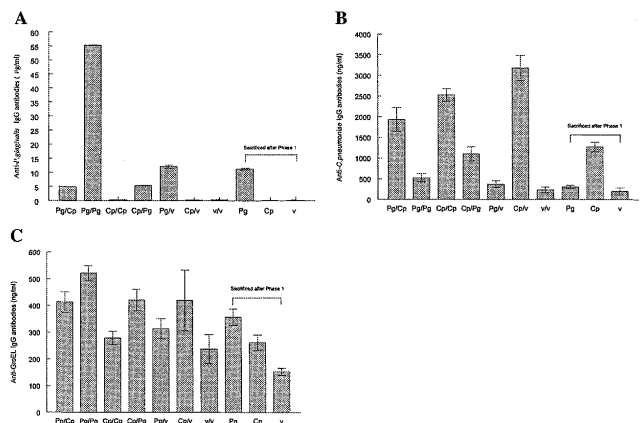 A
Anti-P.gingivalis IgG antibodies ( µg/ml)
60
55
50
45
40
35
30
25
20
15
10
5
0
Sacrificed after Phase 1
Pg/Cp Pg/Pg Cp/Cp Cp/Pg Pg/v Cp/v v/v Pg Cp v
B
Anti-C.pneumoniae IgG antibodies (ng/ml)
4000
3500
3000
2500
2000
1500
1000
500
0
Sacrificed after Phase 1
Pg/Cp Pg/Pg Cp/Cp Cp/Pg Pg/v Cp/v v/v Pg Cp v
C
Anti-GroEL IgG antibodies (ng/ml)
600
500
400
300
200
100
0
Sacrificed after Phase 1
Pg/Cp Pg/Pg Cp/Cp Cp/Pg Pg/v Cp/v v/v Pg Cp v